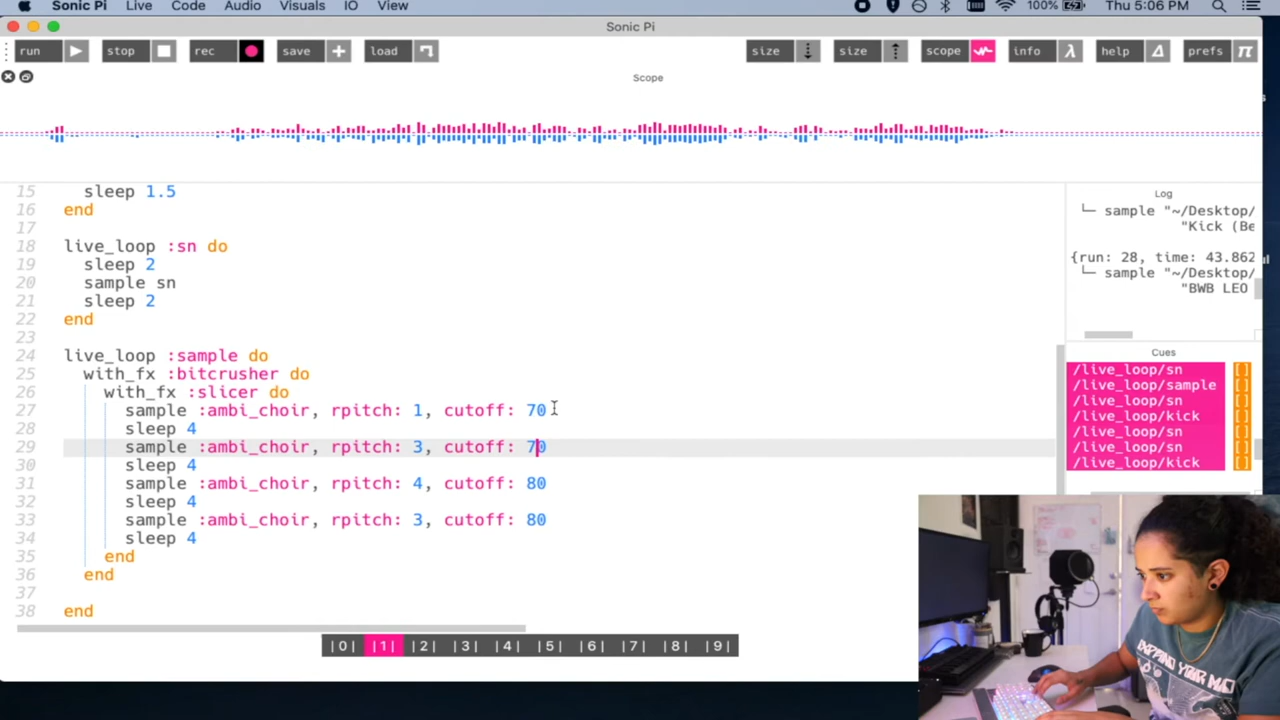 Sonic Pi Live Code Audio Visuals IO View 100% Thu 5:06 PM
Sonic Pi
run stop rec save load size size scope info λ help prefs π
Scope
15 sleep 1.5
16 end
17
18 live_loop :sn do
19 sleep 2
20 sample sn
21 sleep 2
22 end
23
24 live_loop :sample do
25 with_fx :bitcrusher do
26 with_fx :slicer do
27 sample :ambi_choir, rpitch: 1, cutoff: 70
28 sleep 4
29 sample :ambi_choir, rpitch: 3, cutoff: 70
30 sleep 4
31 sample :ambi_choir, rpitch: 4, cutoff: 80
32 sleep 4
33 sample :ambi_choir, rpitch: 3, cutoff: 80
34 sleep 4
35 end
36 end
37
38 end
Log
└─ sample "~/Desktop/
"Kick (Be
{run: 28, time: 43.862
└─ sample "~/Desktop/
"BWB LEO
Cues
/live_loop/sn []
/live_loop/sample []
/live_loop/sn []
/live_loop/kick []
/live_loop/sn []
/live_loop/sn []
/live_loop/kick []
|0| |1| |2| |3| |4| |5| |6| |7| |8| |9|